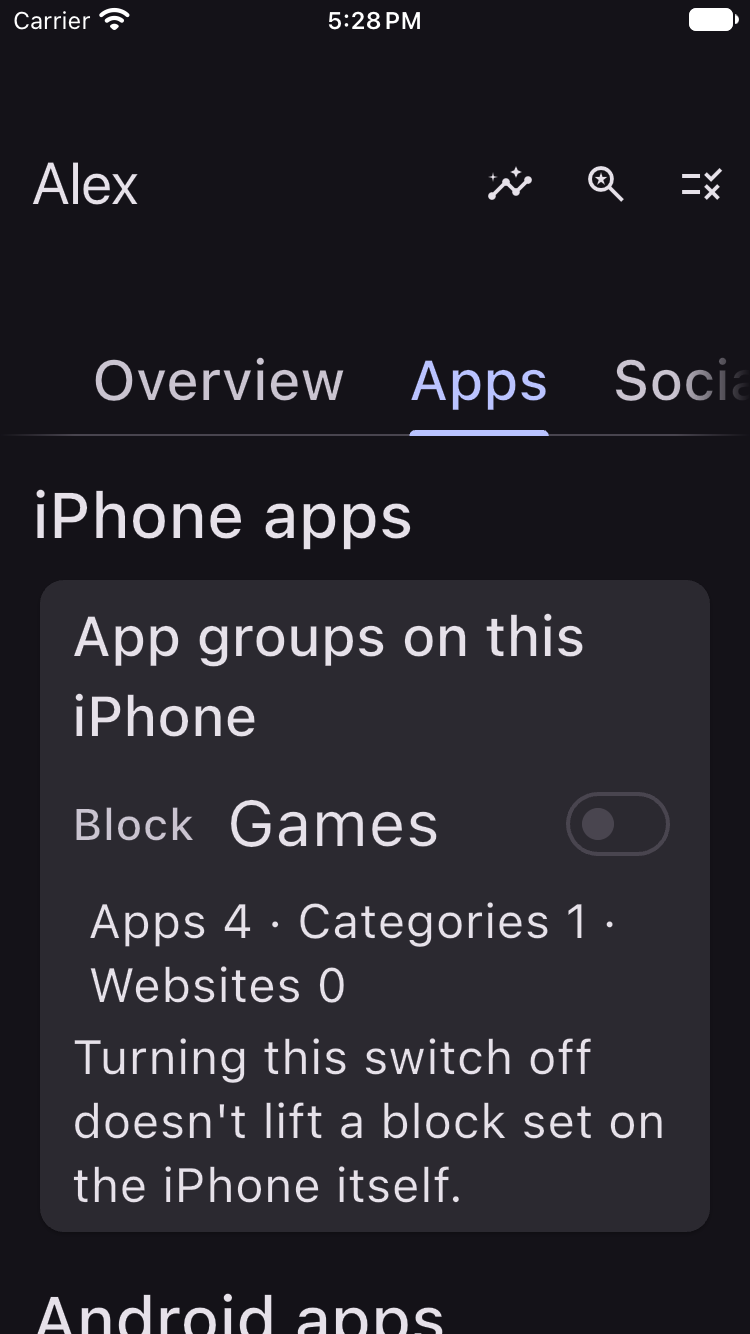 Carrier 5:28 PM
Alex
Overview Apps
iPhone apps
App groups on this
iPhone
Block Games
Apps 4 · Categories 1 ·
Websites 0
Turning this switch off
doesn't lift a block set on
the iPhone itself.
Android apps